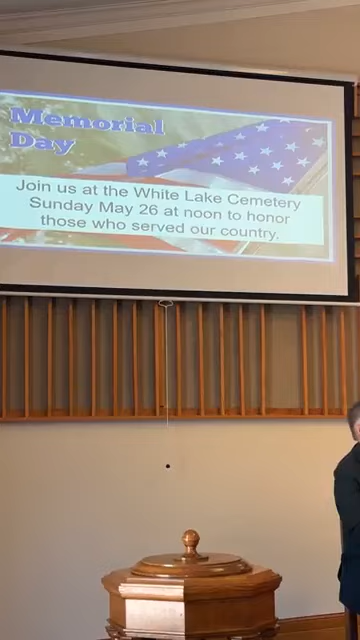 Memorial
Day
Join us at the White Lake Cemetery
Sunday May 26 at noon to honor
those who served our country.